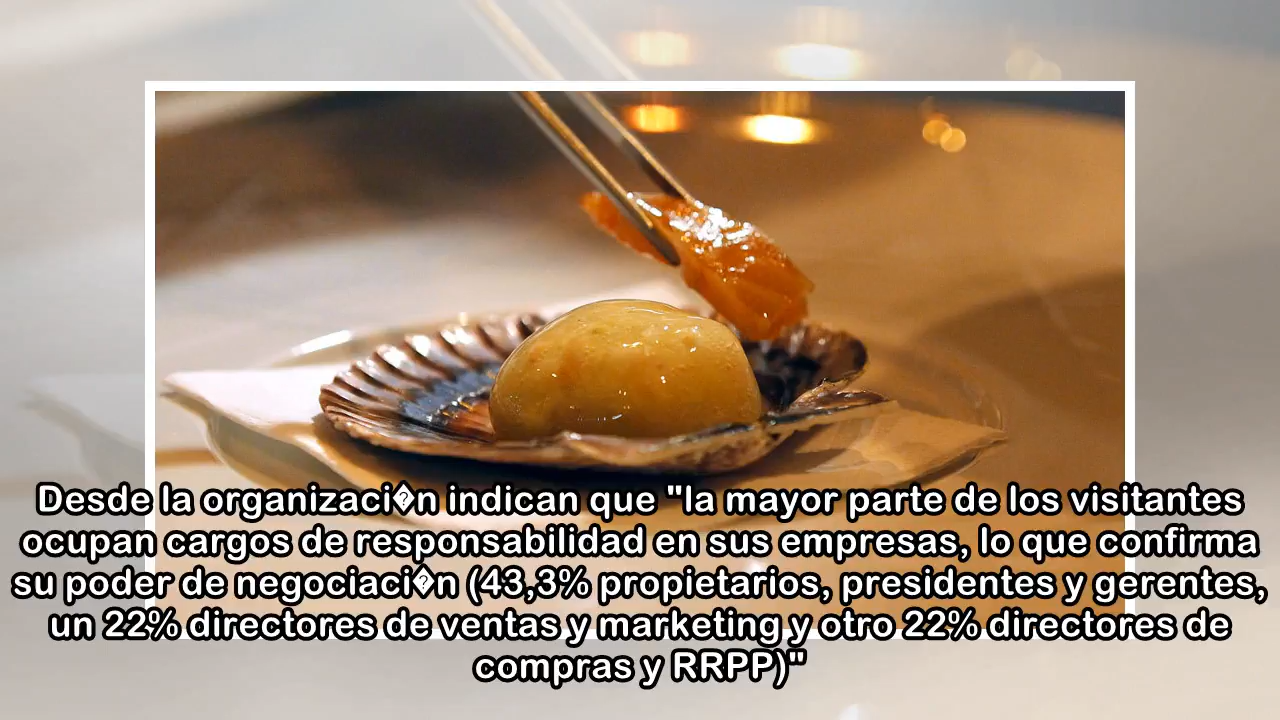 Desde la organizaci�n indican que "la mayor parte de los visitantes
ocupan cargos de responsabilidad en sus empresas, lo que confirma
su poder de negociaci�n (43,3% propietarios, presidentes y gerentes,
un 22% directores de ventas y marketing y otro 22% directores de
compras y RRPP)"